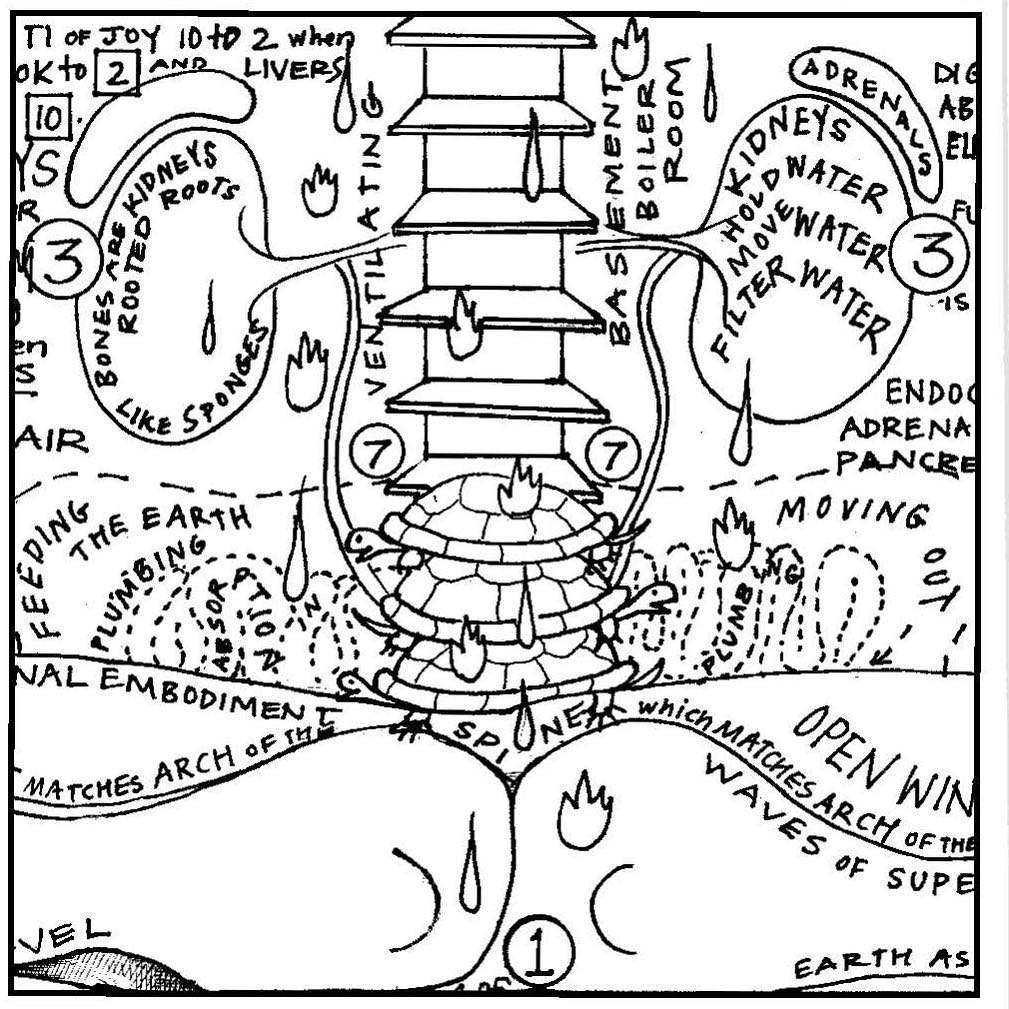 TI OF JOY 10 to 2 when
OK to 2 AND LIVERS
10
YS
R
3
en
AIR
BONES ARE KIDNEYS
ROOTED ROOTS
LIKE SPONGES
VENTILATING
BASEMENT
BOILER
ROOM
ADRENALS
KIDNEYS
HOLD WATER
MOVE WATER
FILTER WATER
3
DIG
AB
EL
FU
IS
ENDOC
ADRENA
PANCRE
7
7
FEEDING
THE EARTH
PLUMBING
ABSORPTION
MOVING
OUT
PLUMBING
NAL EMBODIMENT
MATCHES ARCH OF THE
SPINE
which MATCHES ARCH OF THE
OPEN WIN
WAVES OF SUPE
VEL
1
EARTH AS